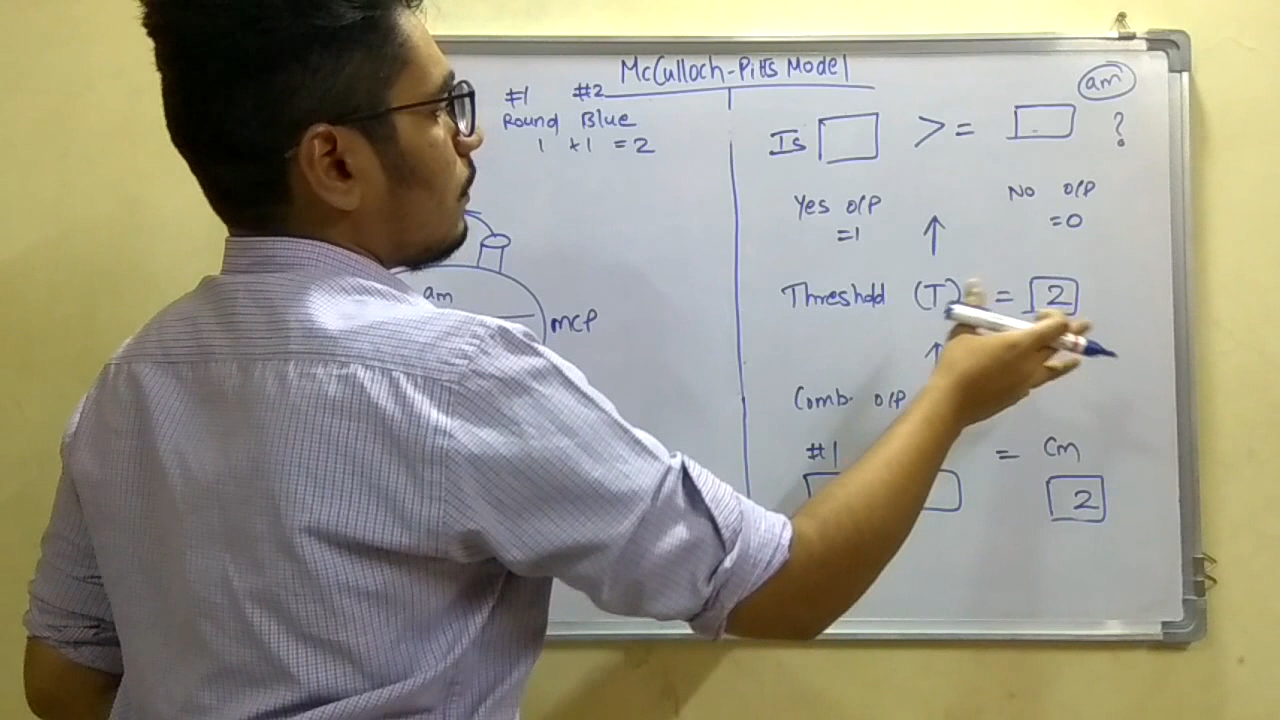 McCulloch-Pitts Model
am
#1 #2
Round Blue
1 +1 = 2
Is >= ?
Yes O/P
=1
No O/P
=0
am
MCP
Threshold (T) = 2
Comb. O/P
#1 = Cm
2